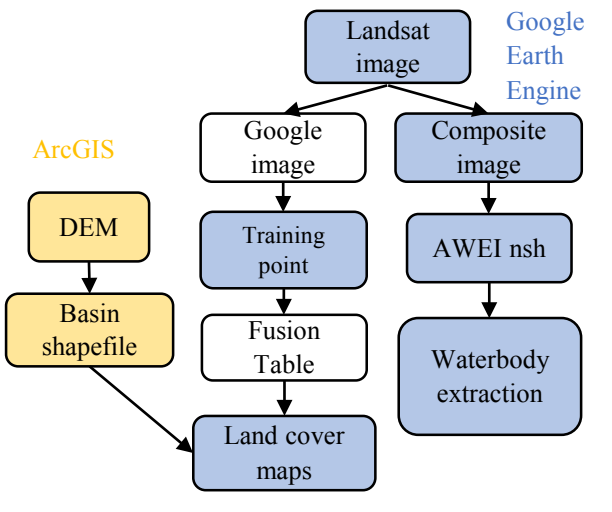 Landsat
image
Google
Earth
Engine
ArcGIS
Google
image
Composite
image
DEM
Training
point
AWEI nsh
Basin
shapefile
Fusion
Table
Waterbody
extraction
Land cover
maps